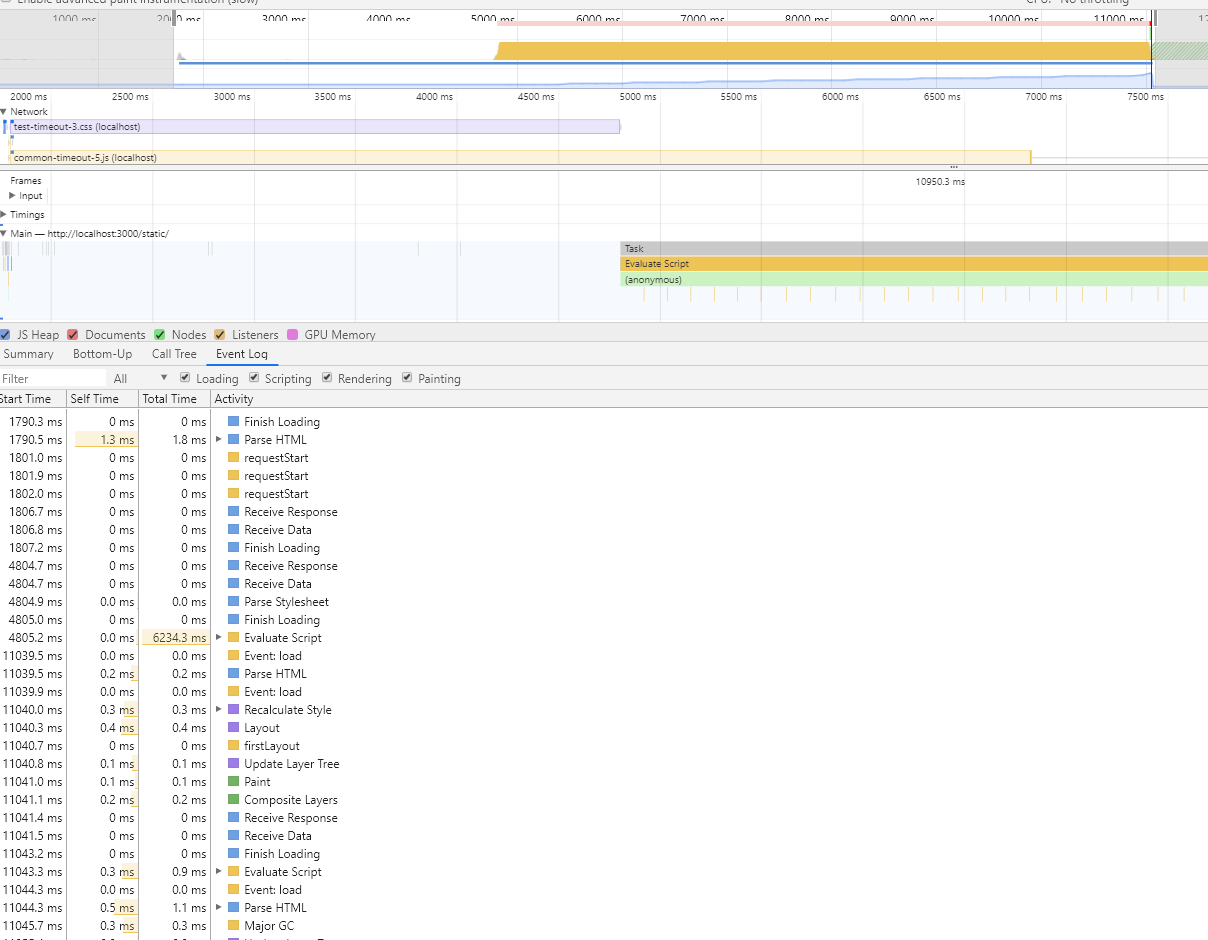 Enable advanced paint instrumentation (slow) CPU: No throttling
1000 ms 2000 ms 3000 ms 4000 ms 5000 ms 6000 ms 7000 ms 8000 ms 9000 ms 10000 ms 11000 ms
2000 ms 2500 ms 3000 ms 3500 ms 4000 ms 4500 ms 5000 ms 5500 ms 6000 ms 6500 ms 7000 ms 7500 ms
Network
test-timeout-3.css (localhost)
common-timeout-5.js (localhost)
...
Frames 10950.3 ms
Input
Timings
Main — http://localhost:3000/static/
Task
Evaluate Script
(anonymous)
JS Heap Documents Nodes Listeners GPU Memory
Summary Bottom-Up Call Tree Event Log
Filter All Loading Scripting Rendering Painting
Start Time Self Time Total Time Activity
1790.3 ms 0 ms 0 ms Finish Loading
1790.5 ms 1.3 ms 1.8 ms Parse HTML
1801.0 ms 0 ms 0 ms requestStart
1801.9 ms 0 ms 0 ms requestStart
1802.0 ms 0 ms 0 ms requestStart
1806.7 ms 0 ms 0 ms Receive Response
1806.8 ms 0 ms 0 ms Receive Data
1807.2 ms 0 ms 0 ms Finish Loading
4804.7 ms 0 ms 0 ms Receive Response
4804.7 ms 0 ms 0 ms Receive Data
4804.9 ms 0.0 ms 0.0 ms Parse Stylesheet
4805.0 ms 0 ms 0 ms Finish Loading
4805.2 ms 0.0 ms 6234.3 ms Evaluate Script
11039.5 ms 0.0 ms 0.0 ms Event: load
11039.5 ms 0.2 ms 0.2 ms Parse HTML
11039.9 ms 0.0 ms 0.0 ms Event: load
11040.0 ms 0.3 ms 0.3 ms Recalculate Style
11040.3 ms 0.4 ms 0.4 ms Layout
11040.7 ms 0 ms 0 ms firstLayout
11040.8 ms 0.1 ms 0.1 ms Update Layer Tree
11041.0 ms 0.1 ms 0.1 ms Paint
11041.1 ms 0.2 ms 0.2 ms Composite Layers
11041.4 ms 0 ms 0 ms Receive Response
11041.5 ms 0 ms 0 ms Receive Data
11043.2 ms 0 ms 0 ms Finish Loading
11043.3 ms 0.3 ms 0.9 ms Evaluate Script
11044.3 ms 0.0 ms 0.0 ms Event: load
11044.3 ms 0.5 ms 1.1 ms Parse HTML
11045.7 ms 0.3 ms 0.3 ms Major GC